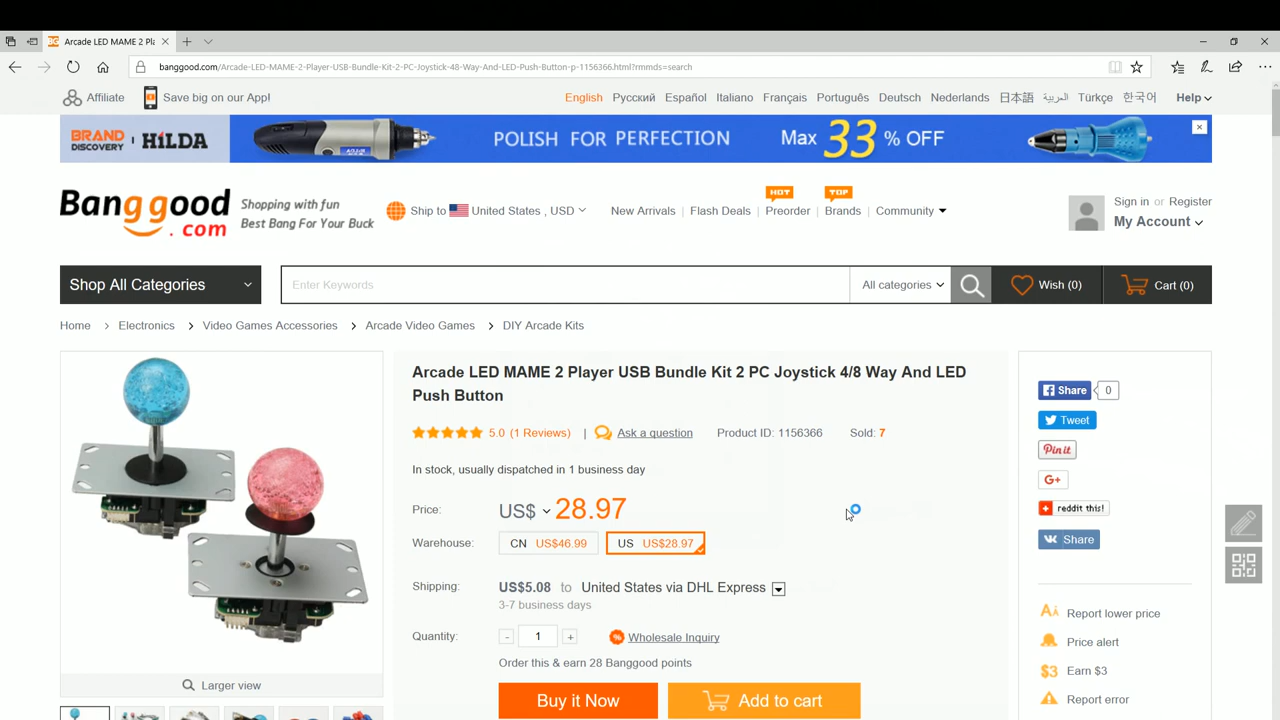 Arcade LED MAME 2 Pla
banggood.com/Arcade-LED-MAME-2-Player-USB-Bundle-Kit-2-PC-Joystick-48-Way-And-LED-Push-Button-p-1156366.html?rmmds=search
Affiliate Save big on our App! English Русский Español Italiano Français Português Deutsch Nederlands 日本語 العربية Türkçe 한국어 Help
BRAND DISCOVERY HiLDA POLISH FOR PERFECTION Max 33 % OFF
Banggood.com
Shopping with fun
Best Bang For Your Buck
Ship to United States , USD
New Arrivals | Flash Deals | HOT Preorder | TOP Brands | Community
Sign in or Register
My Account
Shop All Categories Enter Keywords All categories Wish (0) Cart (0)
Home > Electronics > Video Games Accessories > Arcade Video Games > DIY Arcade Kits
Arcade LED MAME 2 Player USB Bundle Kit 2 PC Joystick 4/8 Way And LED
Push Button
5.0 (1 Reviews) | Ask a question Product ID: 1156366 Sold: 7
In stock, usually dispatched in 1 business day
Price: US$ 28.97
Warehouse: CN US$46.99 US US$28.97
Shipping: US$5.08 to United States via DHL Express
3-7 business days
Quantity: - 1 + Wholesale Inquiry
Order this & earn 28 Banggood points
Buy it Now Add to cart
Larger view
Share 0
Tweet
Pin it
G+
reddit this!
Share
Report lower price
Price alert
$3 Earn $3
Report error